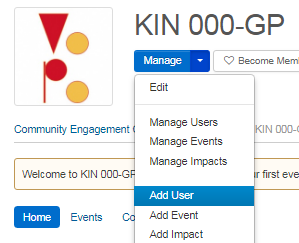 KIN 000-GP
Manage
Become Mem
Edit
Manage Users
Manage Events
Manage Impacts
Community Engagement
KIN 000-
Welcome to KIN 000-GP
first eve
Add User
Add Event
Add Impact
Home
Events
Co